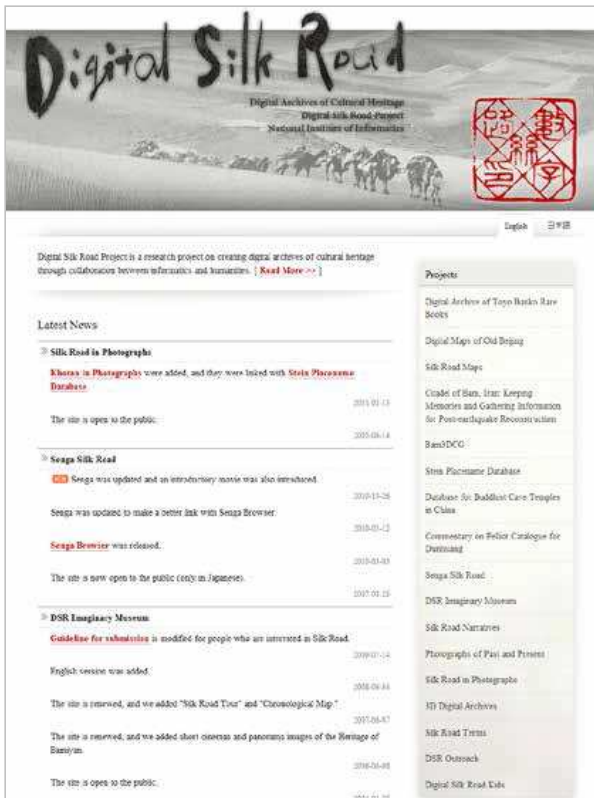 Digital Silk Road
Digital Archives of Cultural Heritage
Digital Silk Road Project
National Institute of Informatics
English 日本語
Digital Silk Road Project is a research project on creating digital archives of cultural heritage
through collaboration between informatics and humanities. [ Read More >> ]
Latest News
Silk Road in Photographs
Khotan in Photographs were added, and they were linked with Stein Placename
Database.
The site is open to the public.
Senga Silk Road
Senga was updated and an introductory movie was also introduced.
Senga was updated to make a better link with Senga Browser.
Senga Browser was released.
The site is now open to the public (only in Japanese).
DSR Imaginary Museum
Guideline for submission is modified for people who are interested in Silk Road.
English version was added.
The site is renewed, and we added "Silk Road Tour" and "Chronological Map."
The site is renewed, and we added short cinemas and panorama images of the Heritage of
Bamiyan.
The site is open to the public.
Projects
Digital Archive of Toyo Bunko Rare
Books
Digital Maps of Old Beijing
Silk Road Maps
Citadel of Bam, Iran: Keeping
Memories and Gathering Information
for Post-earthquake Reconstruction
Bam3DCG
Stein Placename Database
Database for Buddhist Cave Temples
in China
Commentary on Pelliot Catalogue for
Dunhuang
Senga Silk Road
DSR Imaginary Museum
Silk Road Narratives
Photographs of Past and Present
Silk Road in Photographs
3D Digital Archives
Silk Road Terms
DSR Outreach
Digital Silk Road Kids